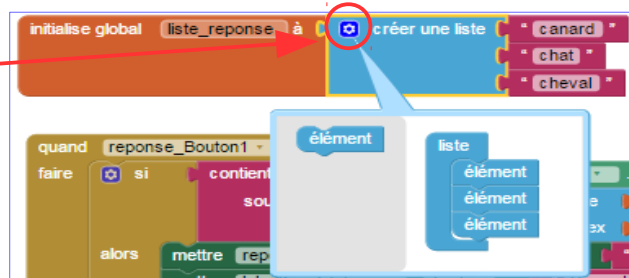 initialise global liste_reponse à créer une liste " canard "
" chat "
" cheval "
quand reponse_Bouton1
faire si contient
sou
alors mettre rep
élément
liste
élément
élément
élément
e
ex